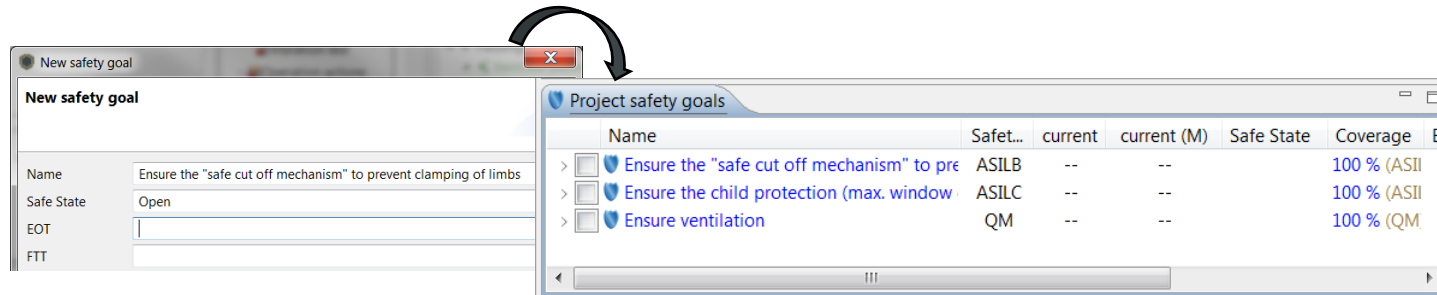 New safety goal
New safety goal
Name Ensure the "safe cut off mechanism" to prevent clamping of limbs
Safe State Open
EOT
FTT
Project safety goals
Name Safet... current current (M) Safe State Coverage
Ensure the "safe cut off mechanism" to pre ASILB -- -- 100 % (ASI
Ensure the child protection (max. window ASILC -- -- 100 % (ASI
Ensure ventilation QM -- -- 100 % (QM